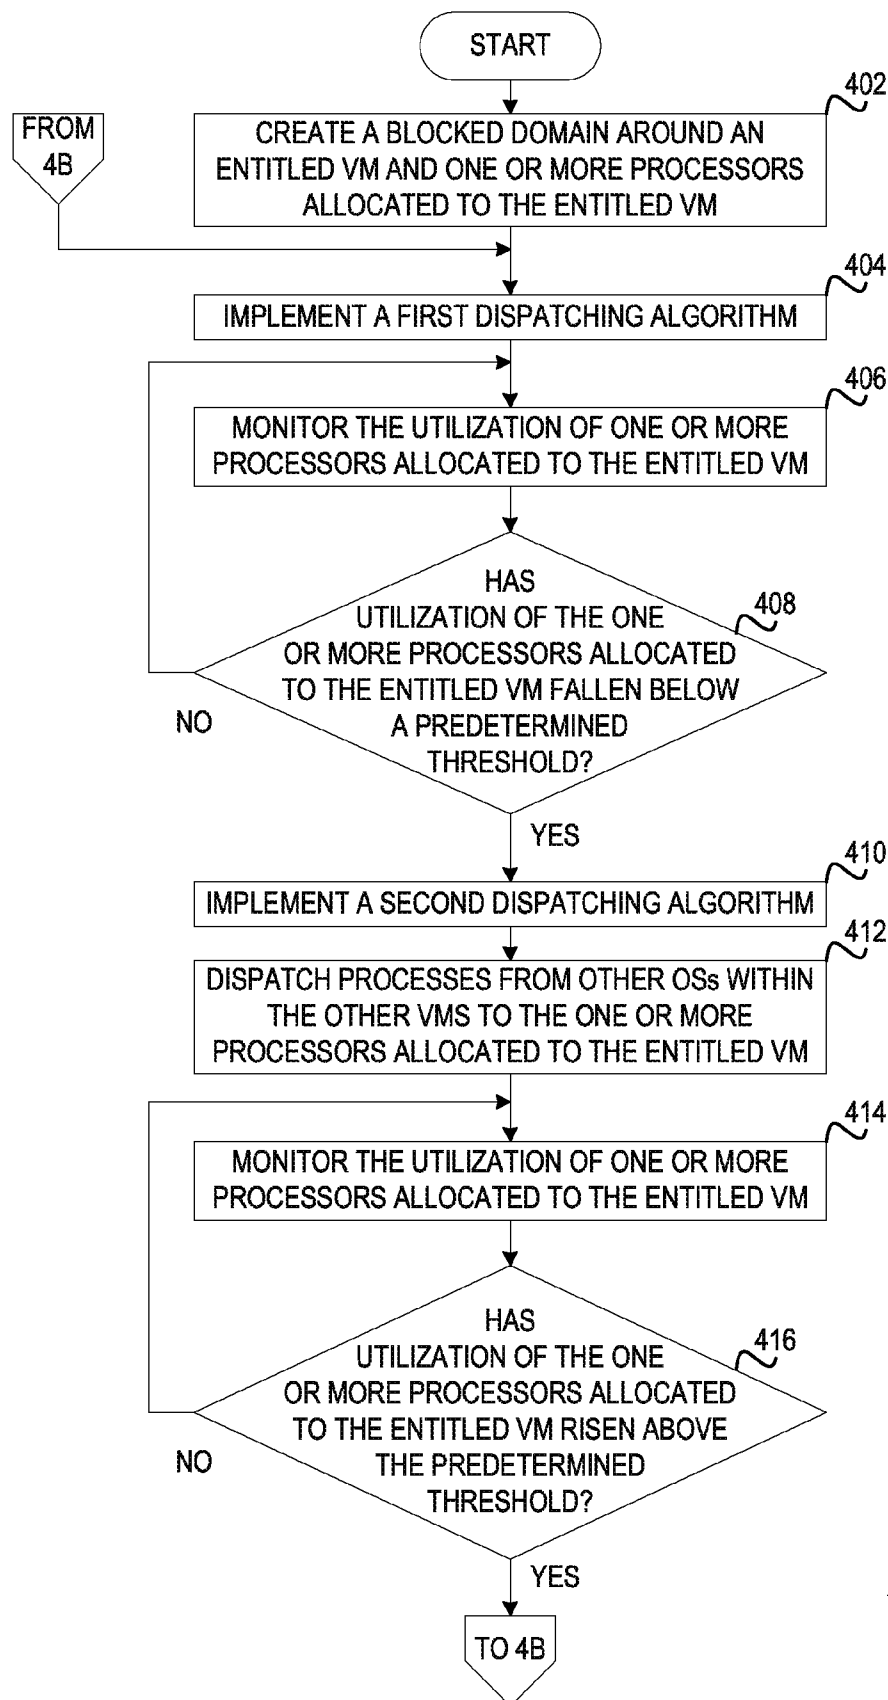 START
402
FROM
4B
CREATE A BLOCKED DOMAIN AROUND AN
ENTITLED VM AND ONE OR MORE PROCESSORS
ALLOCATED TO THE ENTITLED VM
404
IMPLEMENT A FIRST DISPATCHING ALGORITHM
406
MONITOR THE UTILIZATION OF ONE OR MORE
PROCESSORS ALLOCATED TO THE ENTITLED VM
408
HAS
UTILIZATION OF THE ONE
OR MORE PROCESSORS ALLOCATED
TO THE ENTITLED VM FALLEN BELOW
A PREDETERMINED
THRESHOLD?
NO
YES
410
IMPLEMENT A SECOND DISPATCHING ALGORITHM
412
DISPATCH PROCESSES FROM OTHER OSs WITHIN
THE OTHER VMS TO THE ONE OR MORE
PROCESSORS ALLOCATED TO THE ENTITLED VM
414
MONITOR THE UTILIZATION OF ONE OR MORE
PROCESSORS ALLOCATED TO THE ENTITLED VM
416
HAS
UTILIZATION OF THE ONE
OR MORE PROCESSORS ALLOCATED
TO THE ENTITLED VM RISEN ABOVE
THE PREDETERMINED
THRESHOLD?
NO
YES
TO 4B